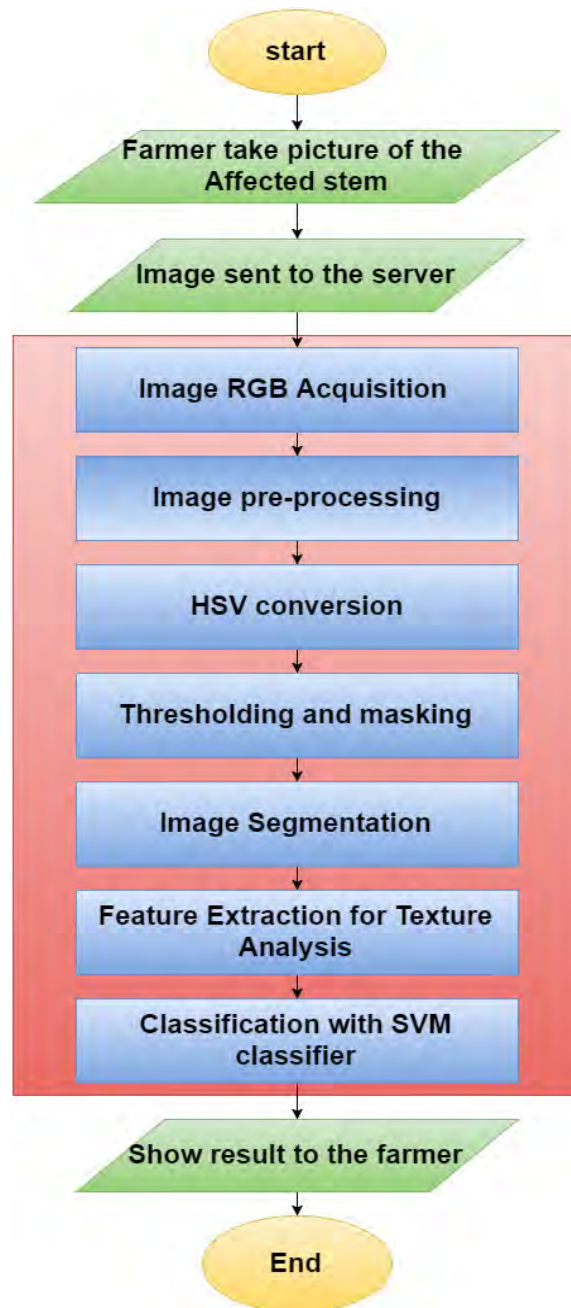 start
Farmer take picture of the
Affected stem
Image sent to the server
Image RGB Acquisition
Image pre-processing
HSV conversion
Thresholding and masking
Image Segmentation
Feature Extraction for Texture
Analysis
Classification with SVM
classifier
Show result to the farmer
End